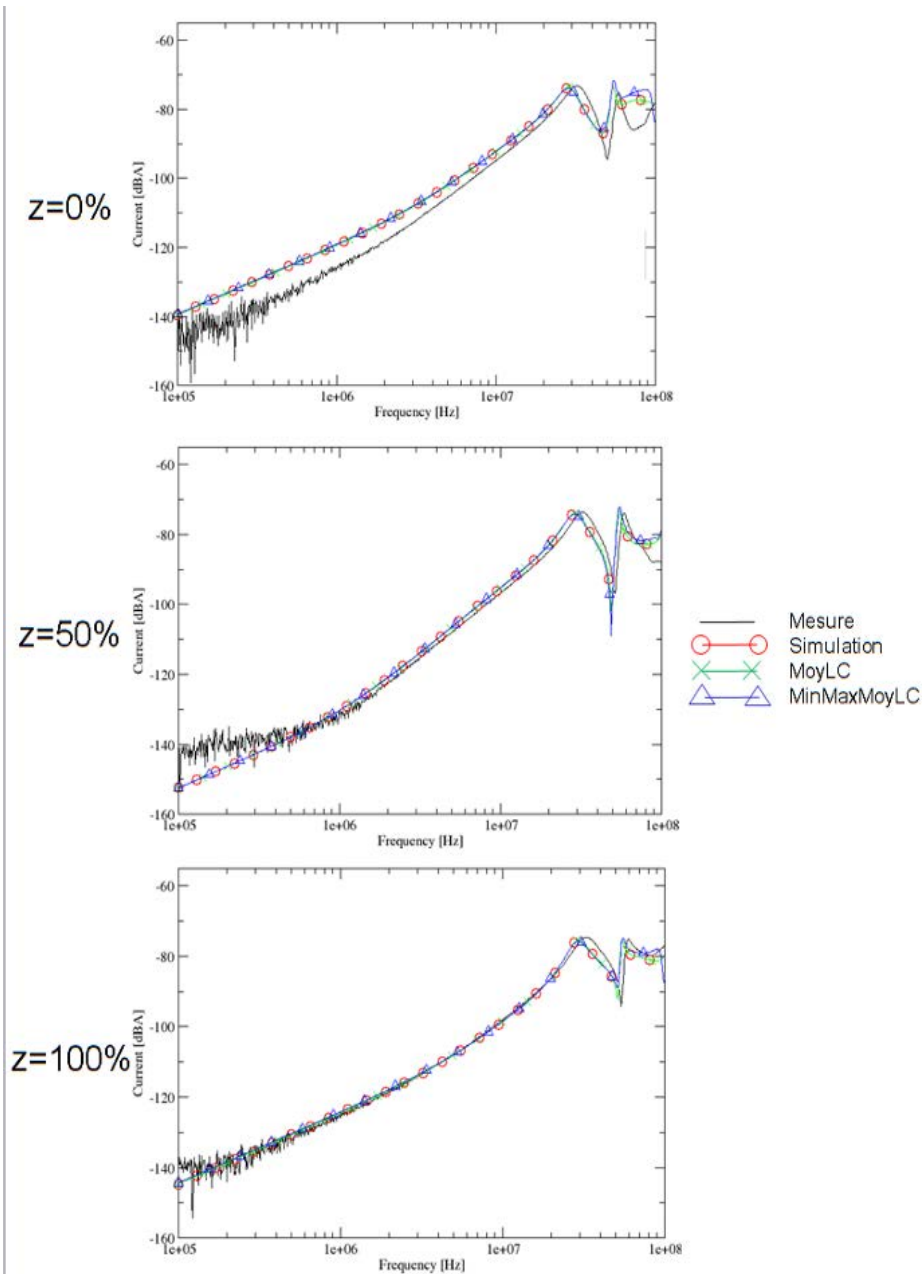 z=0%
Current [dBA]
-60
-80
-100
-120
-140
-160
1e+05 1e+06 1e+07 1e+08
Frequency [Hz]
z=50%
Current [dBA]
-60
-80
-100
-120
-140
-160
1e+05 1e+06 1e+07 1e+08
Frequency [Hz]
Mesure
Simulation
MoyLC
MinMaxMoyLC
z=100%
Current [dBA]
-60
-80
-100
-120
-140
-160
1e+05 1e+06 1e+07 1e+08
Frequency [Hz]